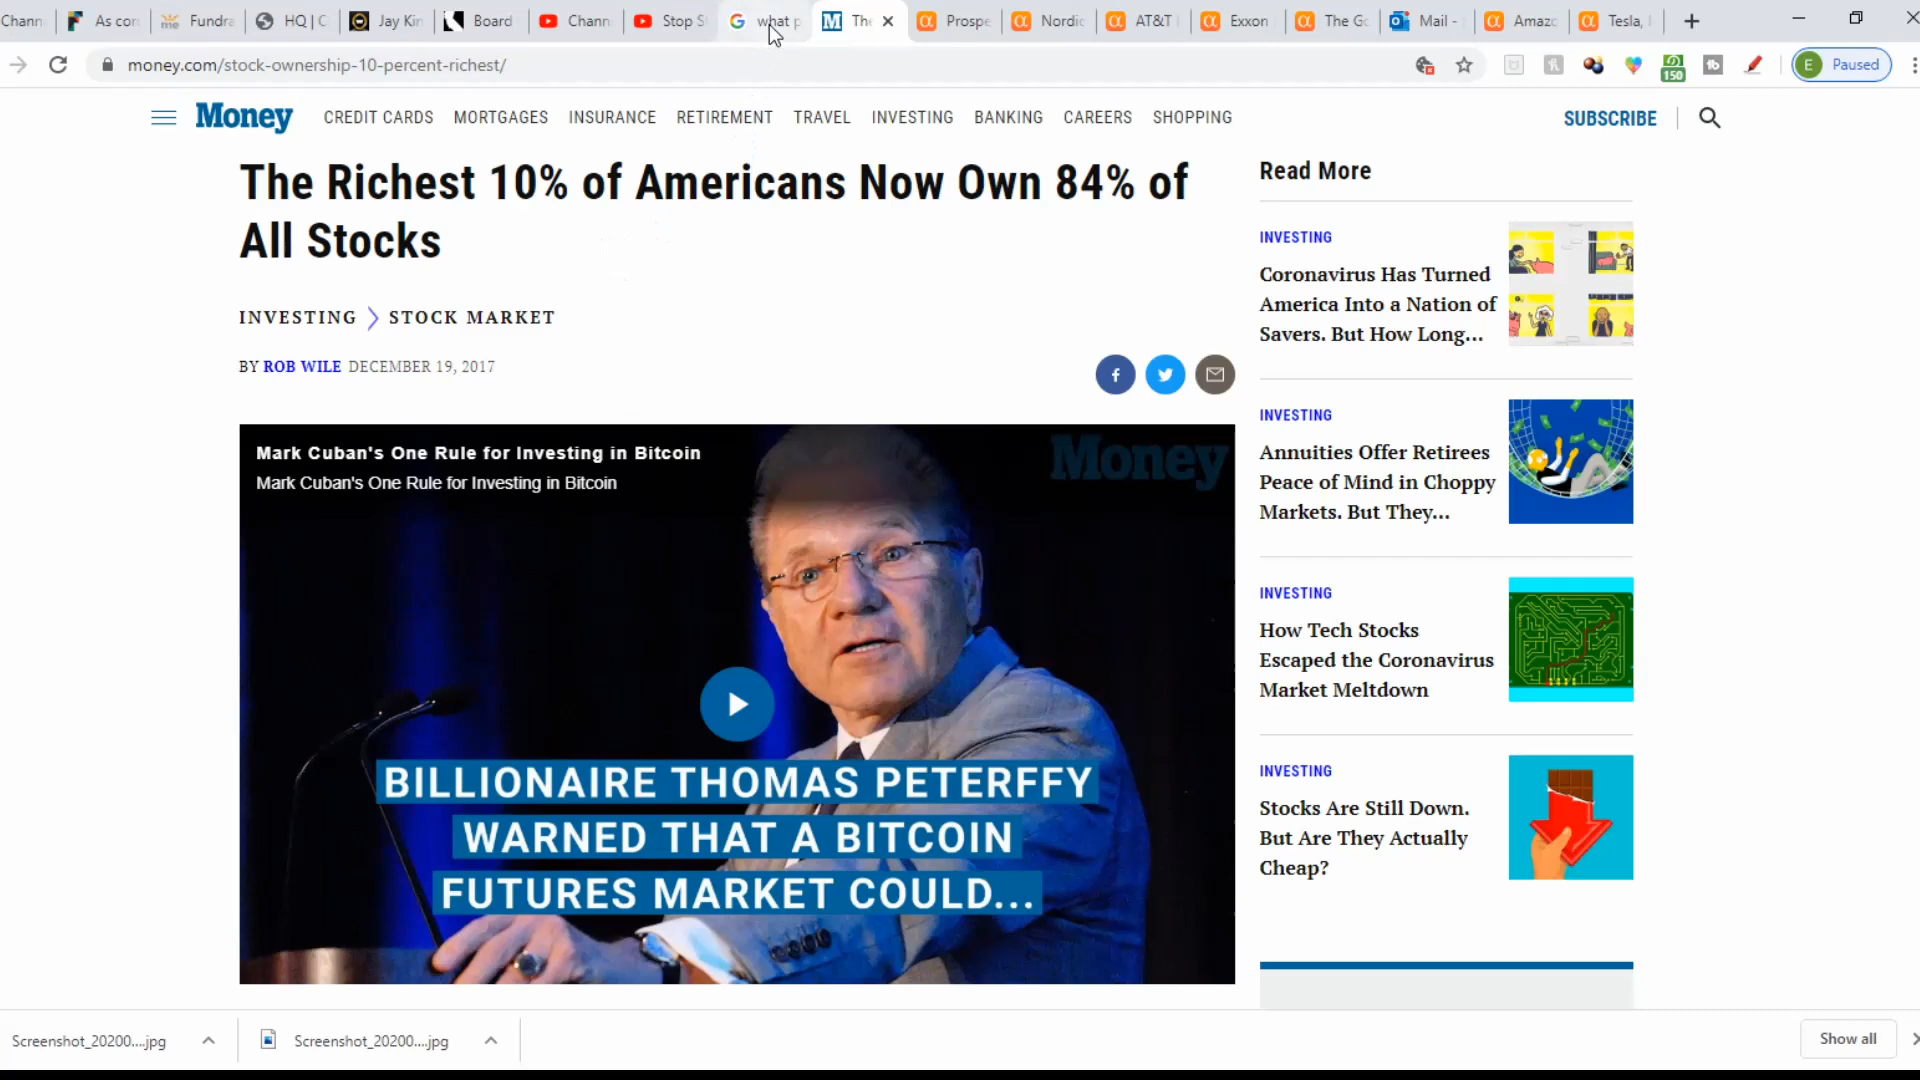 Chann
As con
Fundra
HQ | C
Jay Kin
Board
Chann
Stop S
what p
The
Prospe
Nordic
AT&T
Exxon
The Go
Mail -
Amazo
Tesla,
money.com/stock-ownership-10-percent-richest/
150
E Paused
Money
CREDIT CARDS MORTGAGES INSURANCE RETIREMENT TRAVEL INVESTING BANKING CAREERS SHOPPING
SUBSCRIBE
The Richest 10% of Americans Now Own 84% of
All Stocks
INVESTING > STOCK MARKET
BY ROB WILE DECEMBER 19, 2017
Mark Cuban's One Rule for Investing in Bitcoin
Mark Cuban's One Rule for Investing in Bitcoin
Money
BILLIONAIRE THOMAS PETERFFY
WARNED THAT A BITCOIN
FUTURES MARKET COULD...
Read More
INVESTING
Coronavirus Has Turned
America Into a Nation of
Savers. But How Long...
INVESTING
Annuities Offer Retirees
Peace of Mind in Choppy
Markets. But They...
INVESTING
How Tech Stocks
Escaped the Coronavirus
Market Meltdown
INVESTING
Stocks Are Still Down.
But Are They Actually
Cheap?
Screenshot_20200....jpg
Screenshot_20200....jpg
Show all